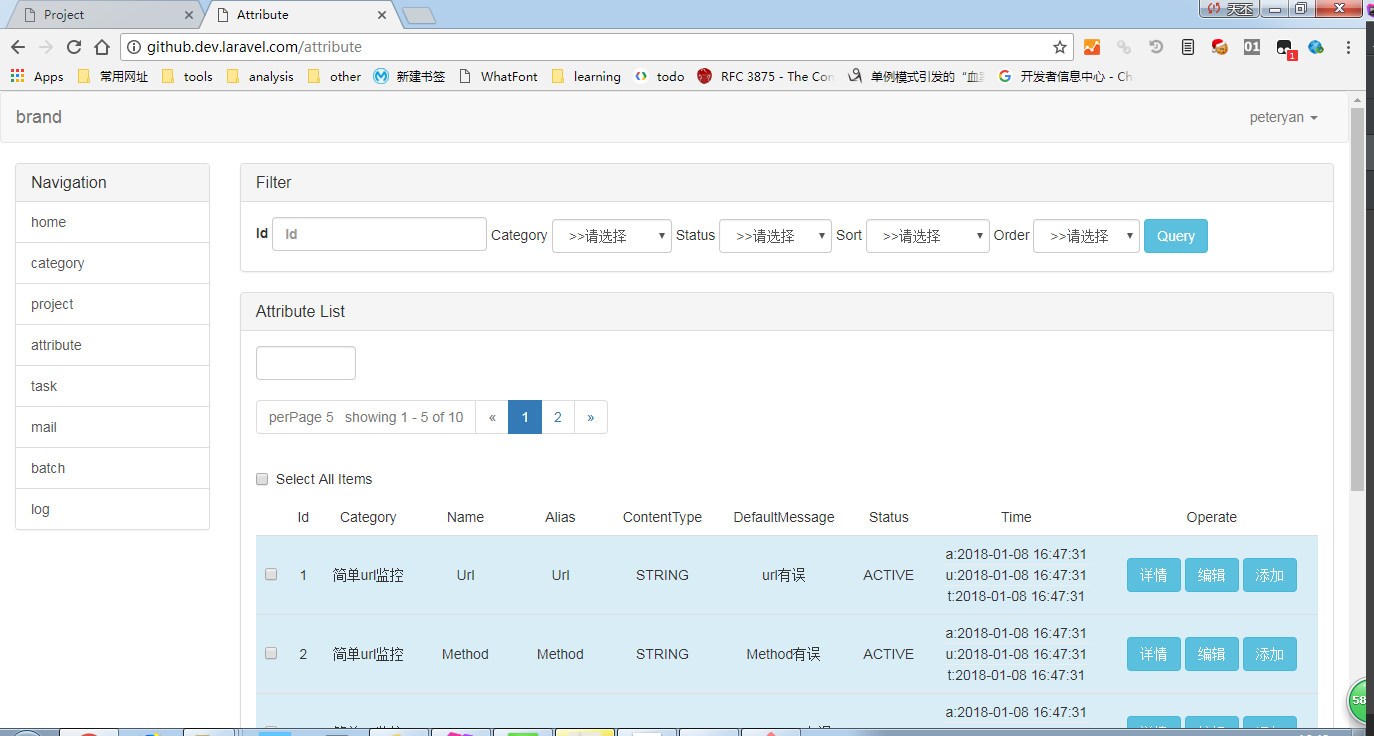 Project
Attribute
天丕
github.dev.laravel.com/attribute
01
1
Apps 常用网址 tools analysis other 新建书签 WhatFont learning todo RFC 3875 - The Con 单例模式引发的“血 开发者信息中心 - Ch
brand
peteryan
Navigation
home
category
project
attribute
task
mail
batch
log
Filter
Id Id Category >>请选择 Status >>请选择 Sort >>请选择 Order >>请选择 Query
Attribute List
perPage 5 showing 1 - 5 of 10 « 1 2 »
Select All Items
Id Category Name Alias ContentType DefaultMessage Status Time Operate
a:2018-01-08 16:47:31
1 简单url监控 Url Url STRING url有误 ACTIVE u:2018-01-08 16:47:31 详情 编辑 添加
t:2018-01-08 16:47:31
a:2018-01-08 16:47:31
2 简单url监控 Method Method STRING Method有误 ACTIVE u:2018-01-08 16:47:31 详情 编辑 添加
t:2018-01-08 16:47:31
a:2018-01-08 16:47:31
58